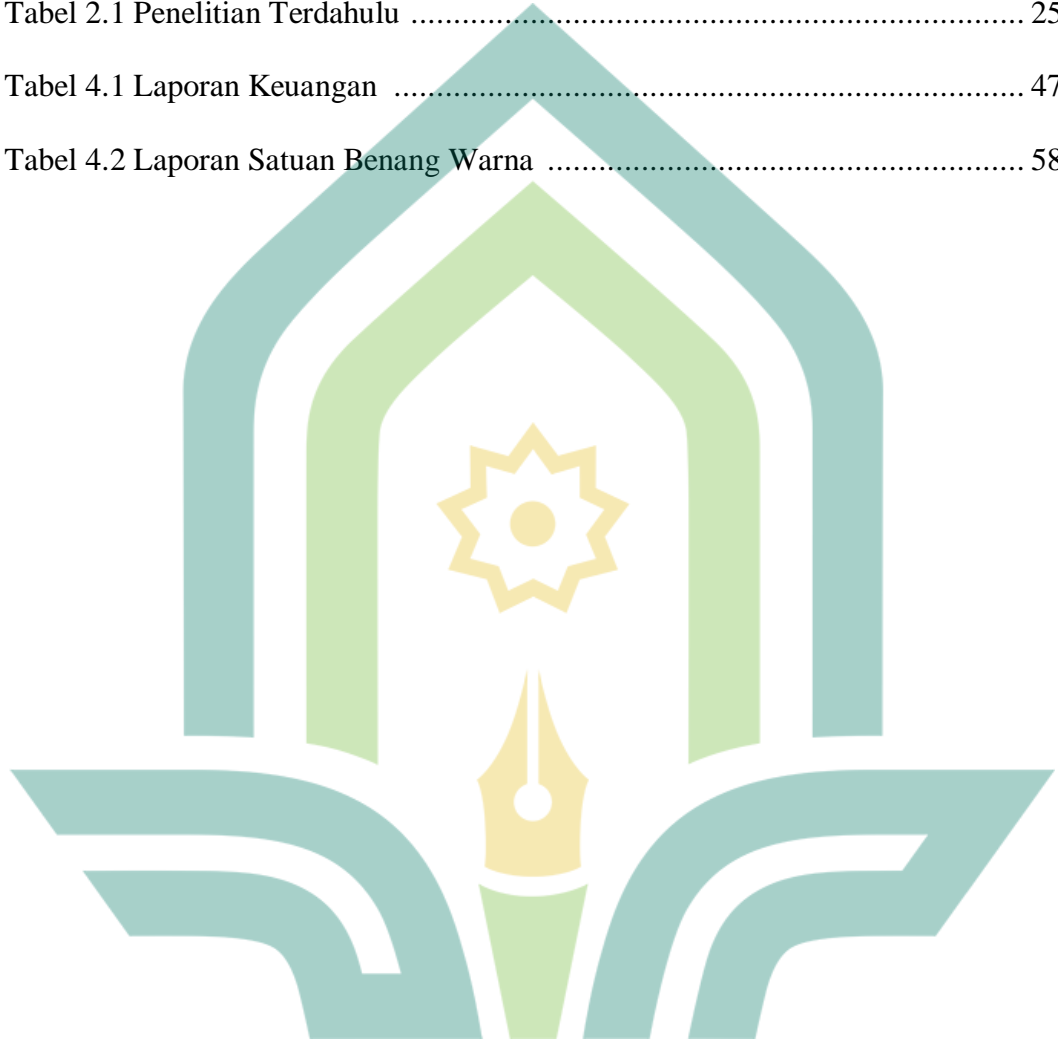 Tabel 2.1 Penelitian Terdahulu ............................................................................ 25
Tabel 4.1 Laporan Keuangan ............................................................................... 47
Tabel 4.2 Laporan Satuan Benang Warna ............................................................ 58